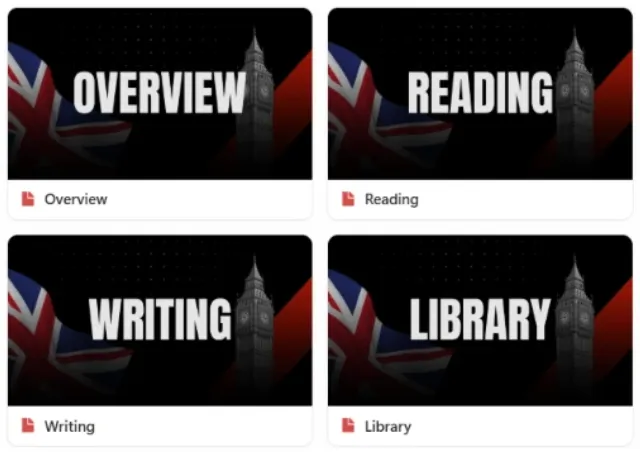 OVERVIEW
Overview
READING
Reading
WRITING
Writing
LIBRARY
Library